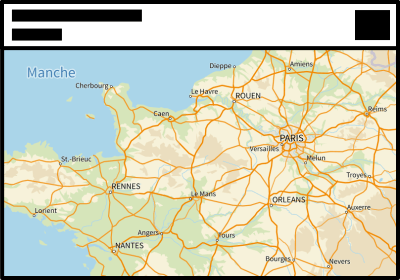 Manche
Dieppe
Amiens
Cherbourg
Le Havre
ROUEN
Caen
Reims
PARIS
Versailles
St.-Brieuc
Melun
RENNES
Troyes
Le Mans
ORLEANS
Lorient
Auxerre
Angers
Tours
NANTES
Bourges
Nevers